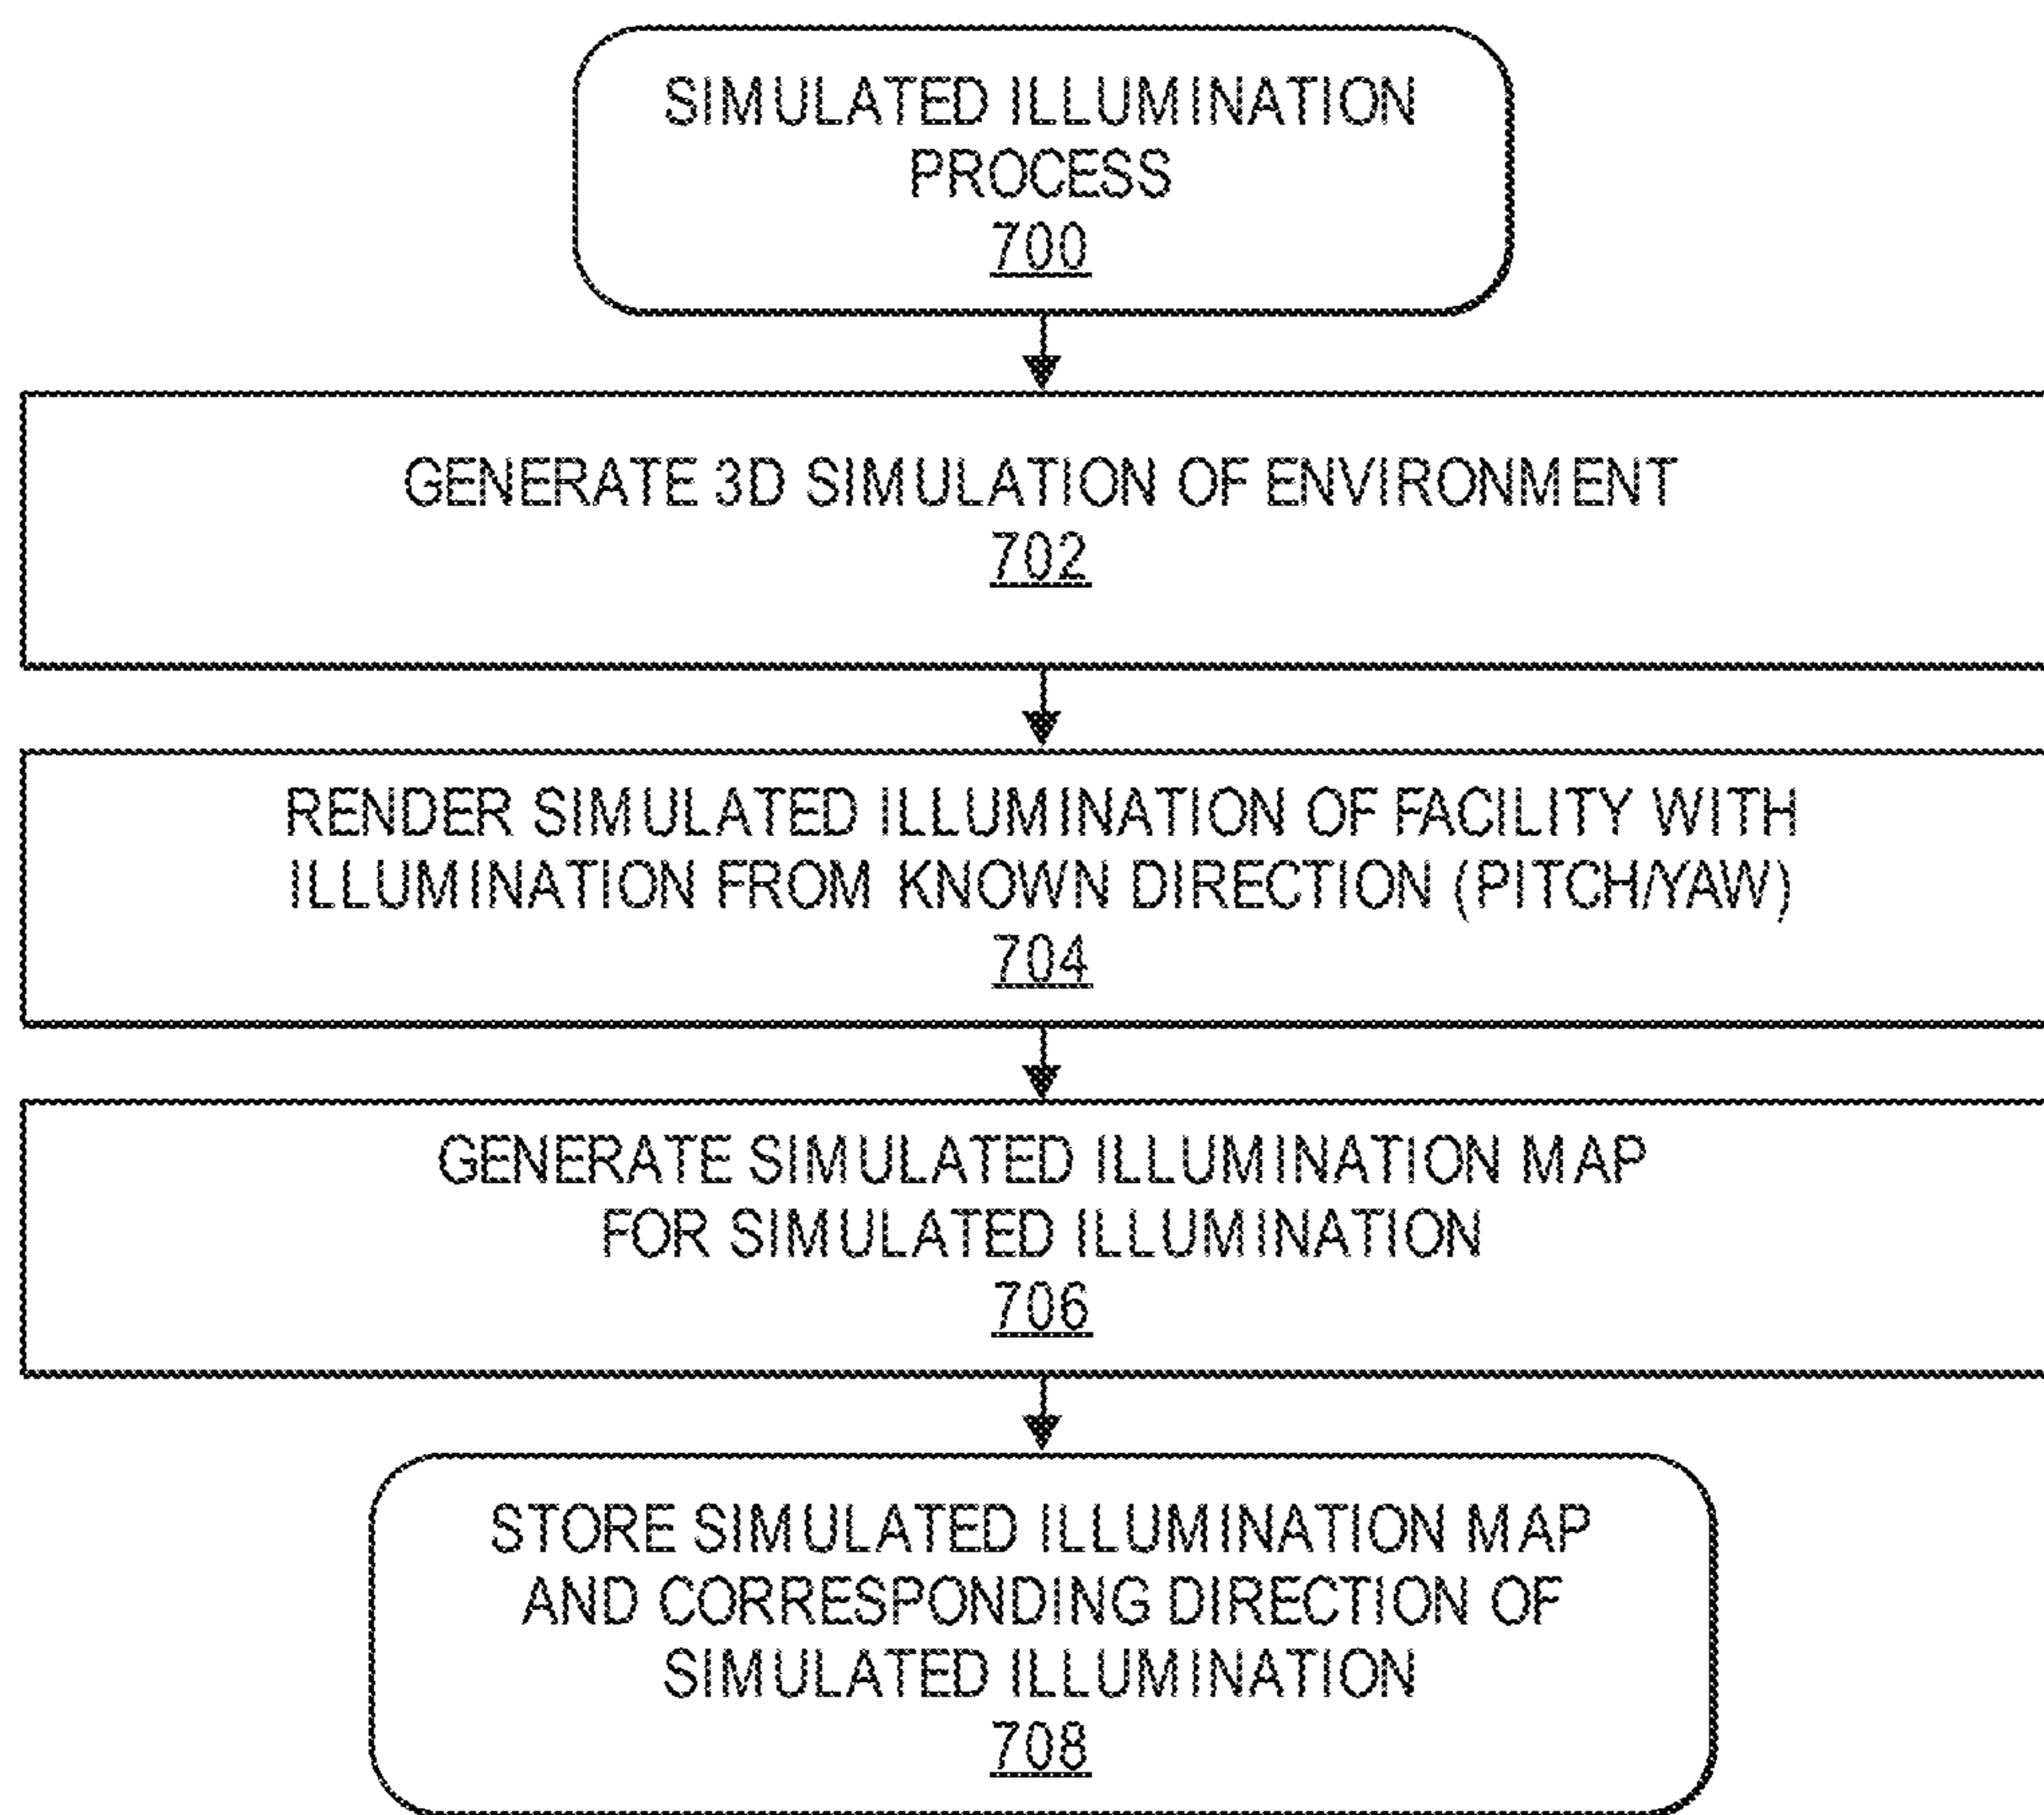 SIMULATED ILLUMINATION
PROCESS
700
GENERATE 3D SIMULATION OF ENVIRONMENT
702
RENDER SIMULATED ILLUMINATION OF FACILITY WITH
ILLUMINATION FROM KNOWN DIRECTION (PITCH/YAW)
704
GENERATE SIMULATED ILLUMINATION MAP
FOR SIMULATED ILLUMINATION
706
STORE SIMULATED ILLUMINATION MAP
AND CORRESPONDING DIRECTION OF
SIMULATED ILLUMINATION
708